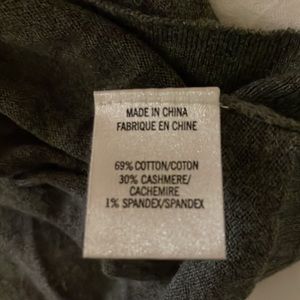 MADE IN CHINA
FABRIQUE EN CHINE
69% COTTON/COTON
30% CASHMERE/
CACHEMIRE
1% SPANDEX/SPANDEX